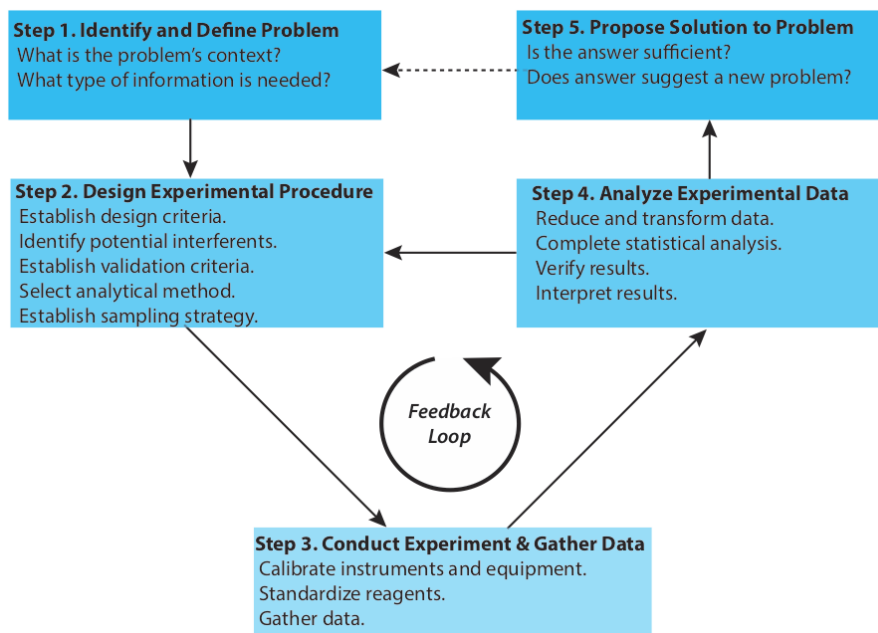 Step 1. Identify and Define Problem
What is the problem's context?
What type of information is needed?
Step 5. Propose Solution to Problem
Is the answer sufficient?
Does answer suggest a new problem?
Step 2. Design Experimental Procedure
Establish design criteria.
Identify potential interferents.
Establish validation criteria.
Select analytical method.
Establish sampling strategy.
Step 4. Analyze Experimental Data
Reduce and transform data.
Complete statistical analysis.
Verify results.
Interpret results.
Feedback
Loop
Step 3. Conduct Experiment & Gather Data
Calibrate instruments and equipment.
Standardize reagents.
Gather data.